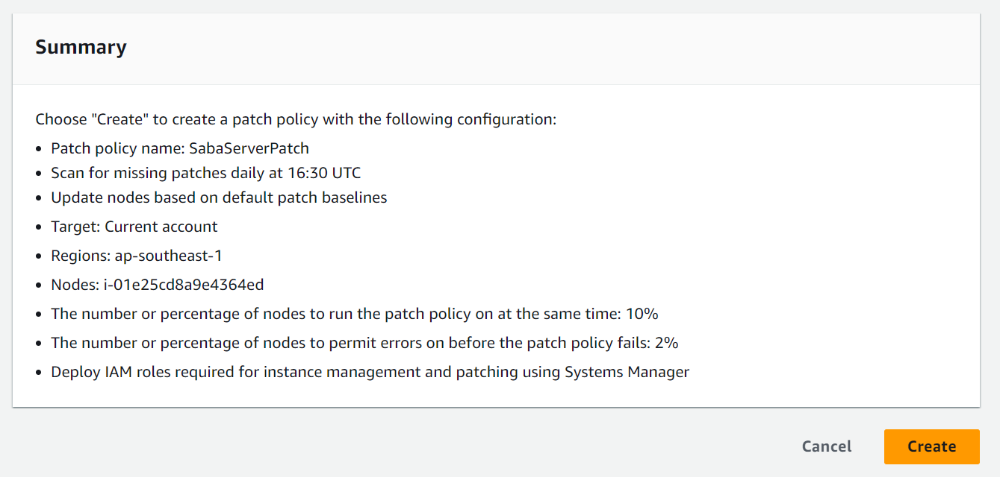 Summary
Choose "Create" to create a patch policy with the following configuration:
• Patch policy name: SabaServerPatch
• Scan for missing patches daily at 16:30 UTC
• Update nodes based on default patch baselines
• Target: Current account
• Regions: ap-southeast-1
• Nodes: i-01e25cd8a9e4364ed
• The number or percentage of nodes to run the patch policy on at the same time: 10%
• The number or percentage of nodes to permit errors on before the patch policy fails: 2%
• Deploy IAM roles required for instance management and patching using Systems Manager
Cancel Create